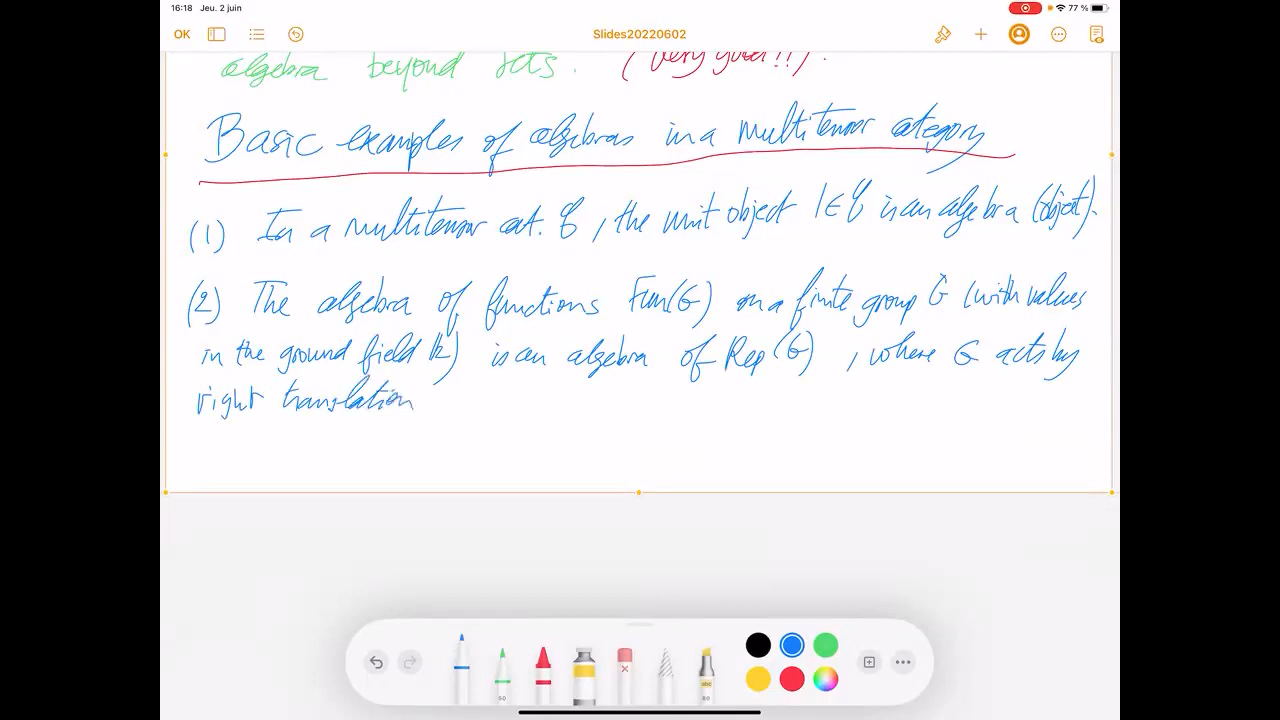 16:18 Jeu. 2 juin
77 %
OK
Slides20220602
algebra beyond sets. (very good!!).
Basic examples of algebras in a multitensor category
(1) In a multitensor cat. C, the unit object 1∈C is an algebra (object).
(2) The algebra of functions Fun(G) on a finite group G (with values
in the ground field k) is an algebra of Rep(G), where G acts by
right translation
50
abc
80